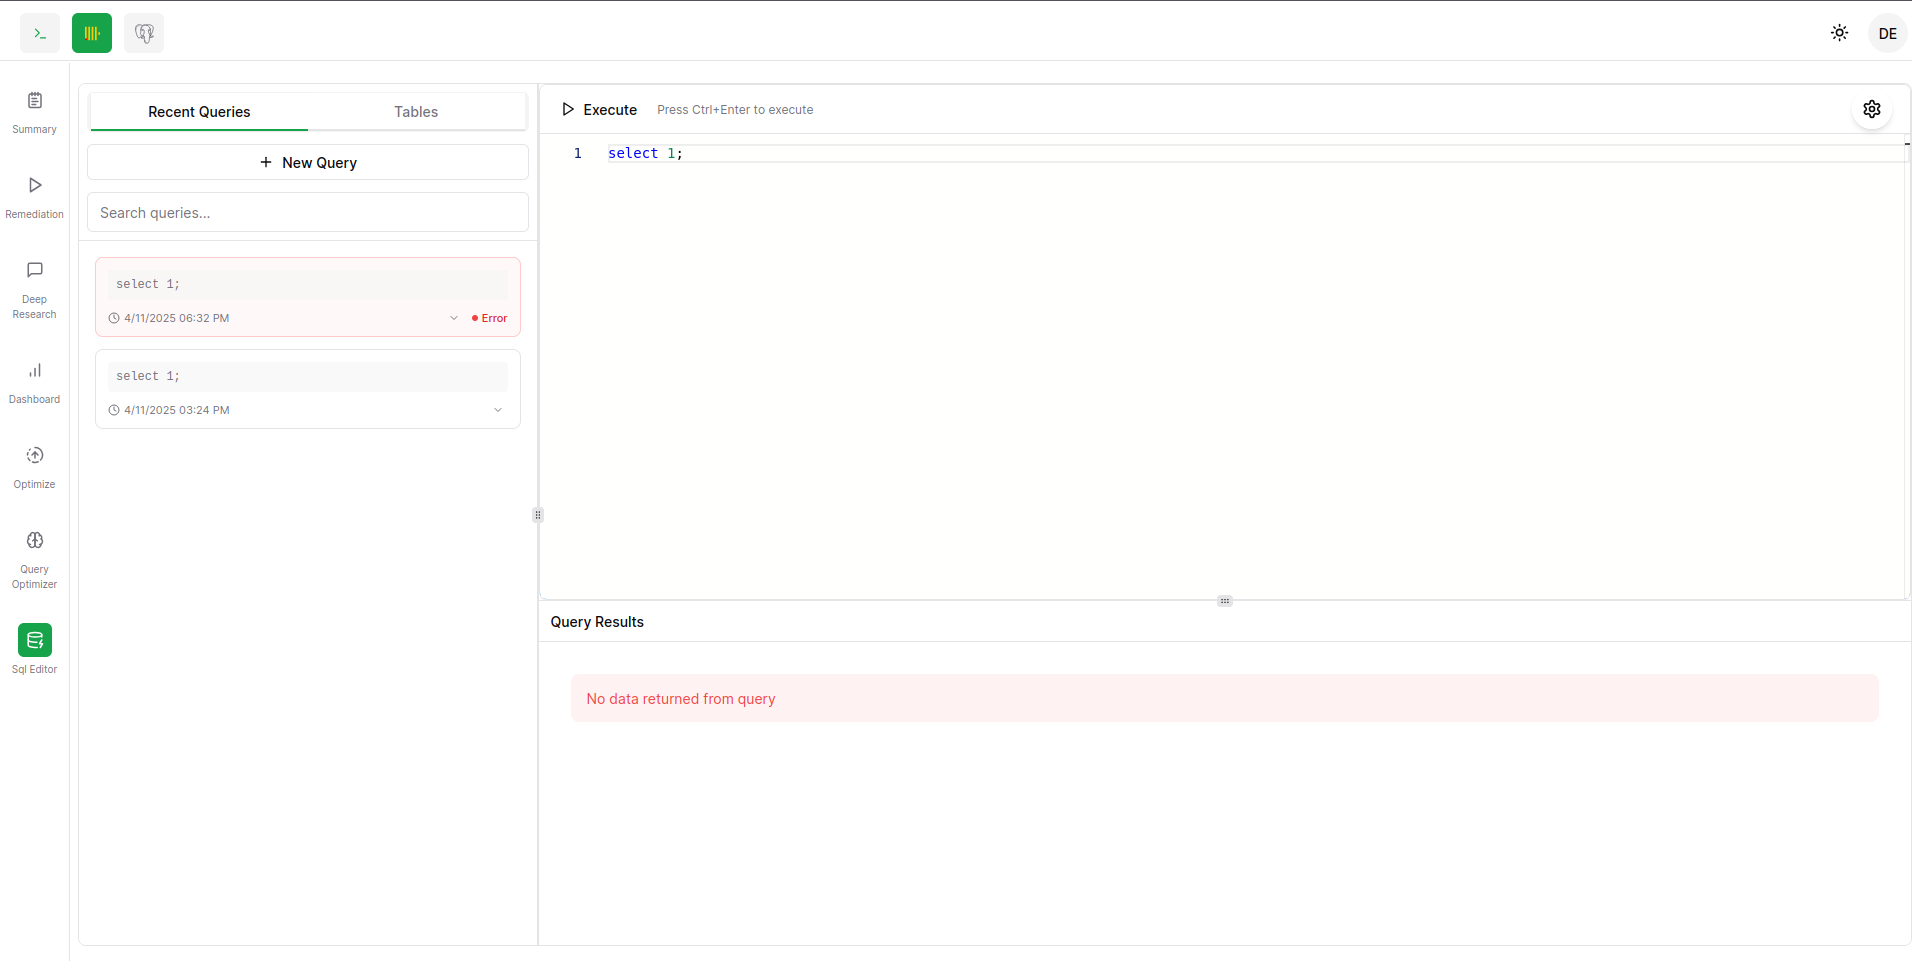 >_
DE
Summary
Remediation
Deep
Research
Dashboard
Optimize
Query
Optimizer
Sql Editor
Recent Queries
Tables
+ New Query
Search queries...
select 1;
4/11/2025 06:32 PM
Error
select 1;
4/11/2025 03:24 PM
Execute
Press Ctrl+Enter to execute
1 select 1;
Query Results
No data returned from query